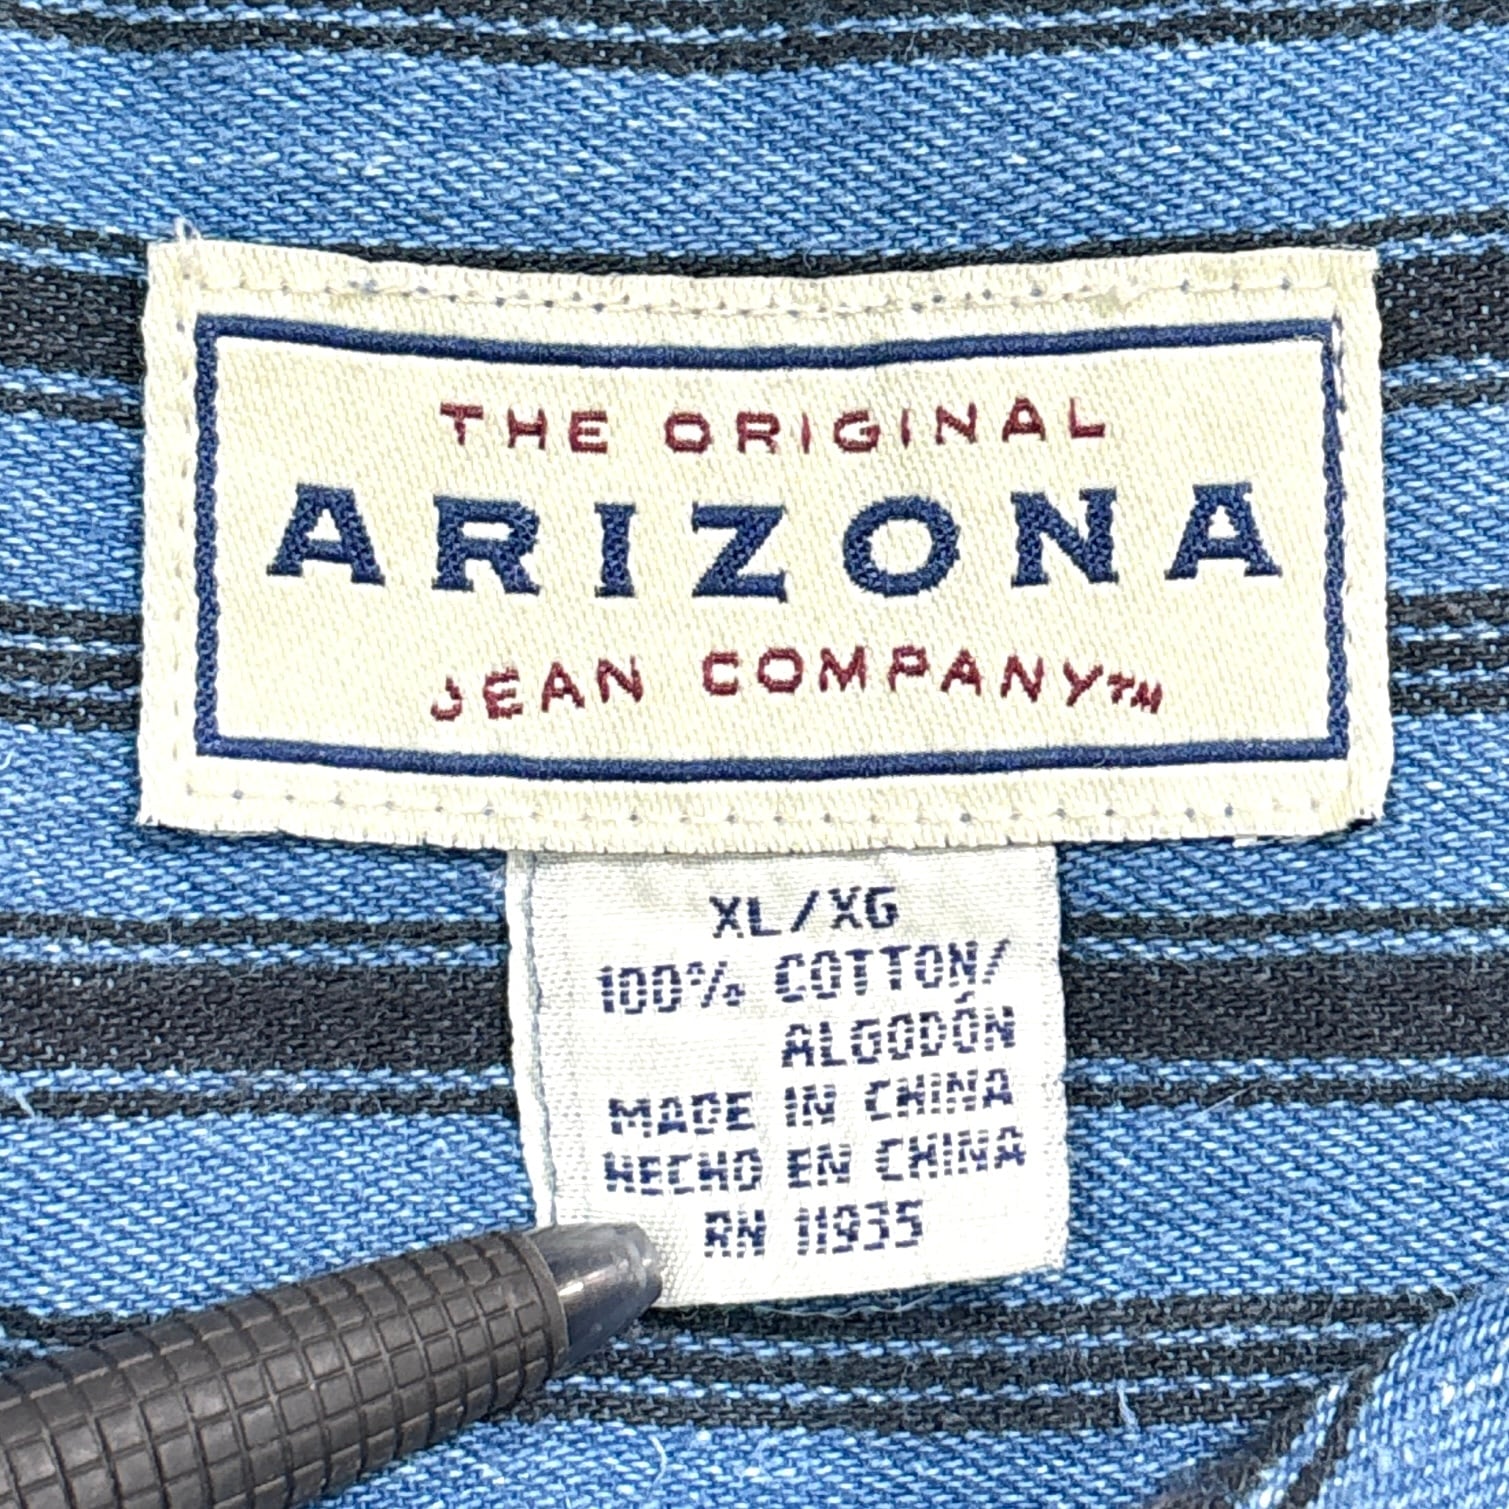 THE ORIGINAL
ARIZONA
JEAN COMPANY™
XL/XG
100% COTTON/
ALGODÓN
MADE IN CHINA
HECHO EN CHINA
RN 11935